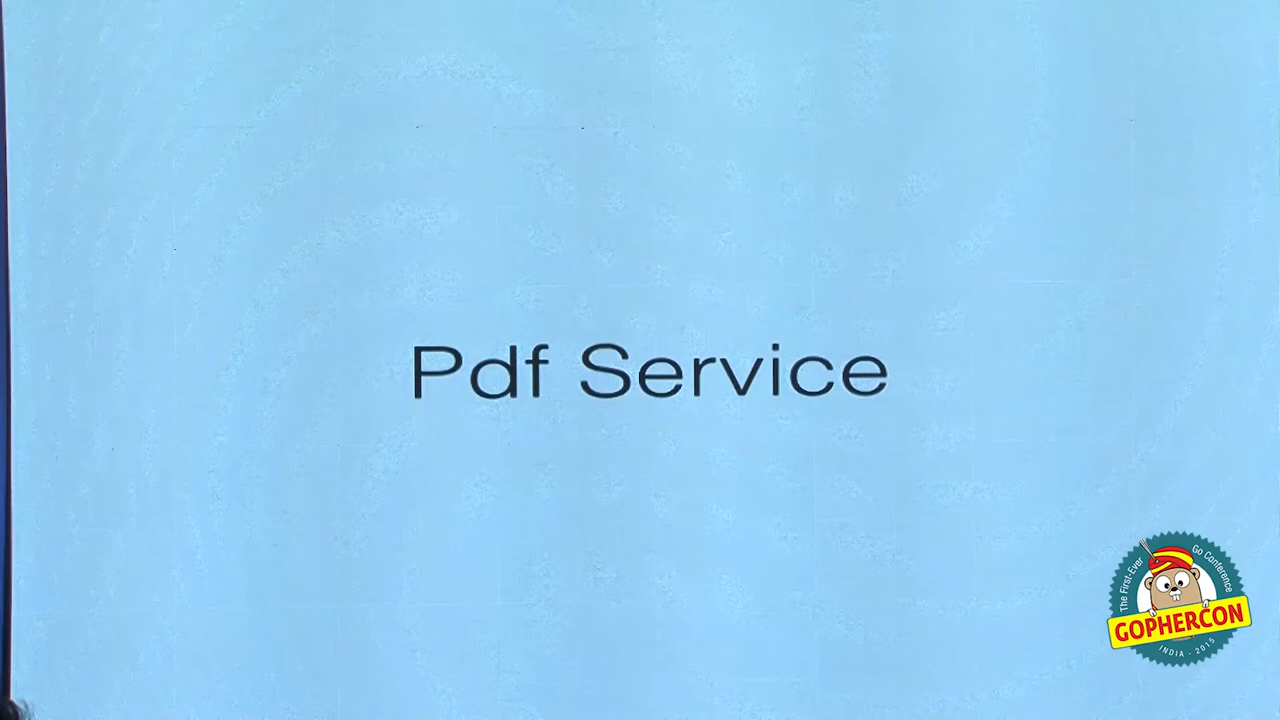 Pdf Service
The First-Ever Go Conference
GOPHERCON
INDIA - 2015